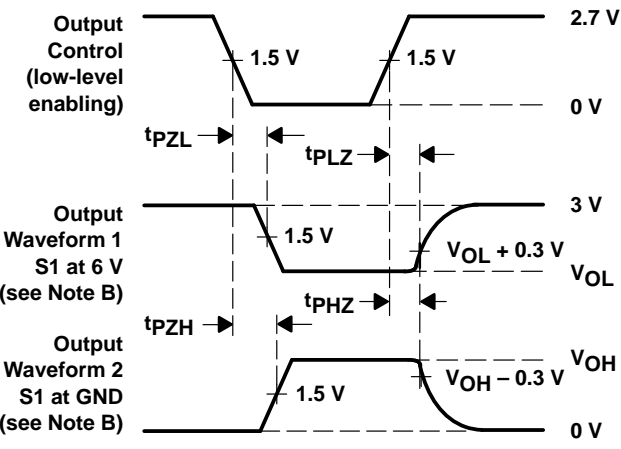 Output
Control
(low-level
enabling)
1.5 V
1.5 V
2.7 V
0 V
tPZL
tPLZ
Output
Waveform 1
S1 at 6 V
(see Note B)
1.5 V
3 V
VOL + 0.3 V
VOL
tPHZ
tPZH
Output
Waveform 2
S1 at GND
(see Note B)
1.5 V
VOH
VOH – 0.3 V
0 V